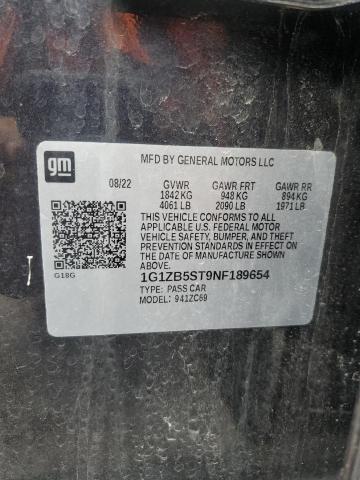 gm
MFD BY GENERAL MOTORS LLC
08/22 GVWR GAWR FRT GAWR RR
1842 KG 948 KG 894 KG
4061 LB 2090 LB 1971 LB
THIS VEHICLE CONFORMS TO ALL
APPLICABLE U.S. FEDERAL MOTOR VEHICLE
SAFETY, BUMPER, AND THEFT
PREVENTION STANDARDS IN EFFECT ON
THE DATE OF MANUFACTURE SHOWN ABOVE.
1G1ZB5ST9NF189654
G18G
TYPE: PASS CAR
MODEL: 941ZC69